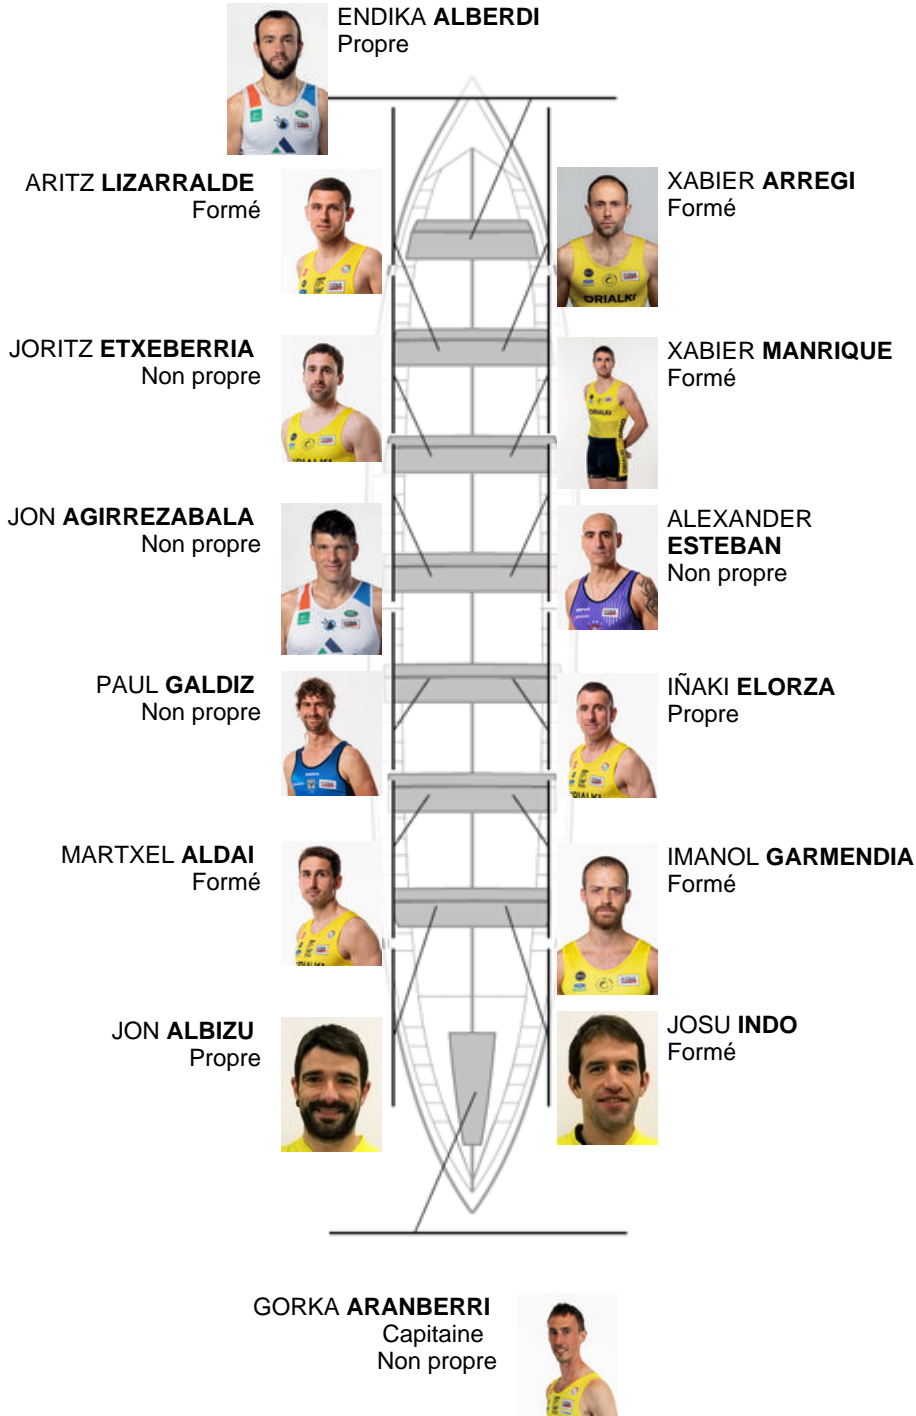 ENDIKA ALBERDI
Propre
ARITZ LIZARRALDE
Formé
XABIER ARREGI
Formé
ORIALKI
JORITZ ETXEBERRIA
Non propre
XABIER MANRIQUE
Formé
ORIALKI
JON AGIRREZABALA
Non propre
ALEXANDER
ESTEBAN
Non propre
PAUL GALDIZ
Non propre
IÑAKI ELORZA
Propre
MARTXEL ALDAI
Formé
IMANOL GARMENDIA
Formé
JON ALBIZU
Propre
JOSU INDO
Formé
GORKA ARANBERRI
Capitaine
Non propre